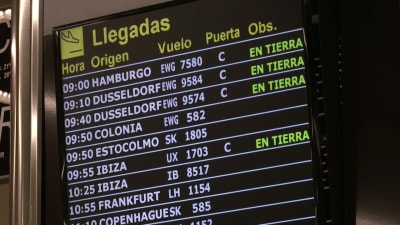 Llegadas
Hora Origen Vuelo Puerta Obs.
09:00 HAMBURGO EWG 7580 C EN TIERRA
09:10 DUSSELDORF EWG 9584 C EN TIERRA
09:40 DUSSELDORF EWG 9574 C EN TIERRA
09:50 COLONIA EWG 582
09:50 ESTOCOLMO SK 1805
09:55 IBIZA UX 1703 C EN TIERRA
10:25 IBIZA IB 8517
10:55 FRANKFURT LH 1154
COPENHAGUE SK 585